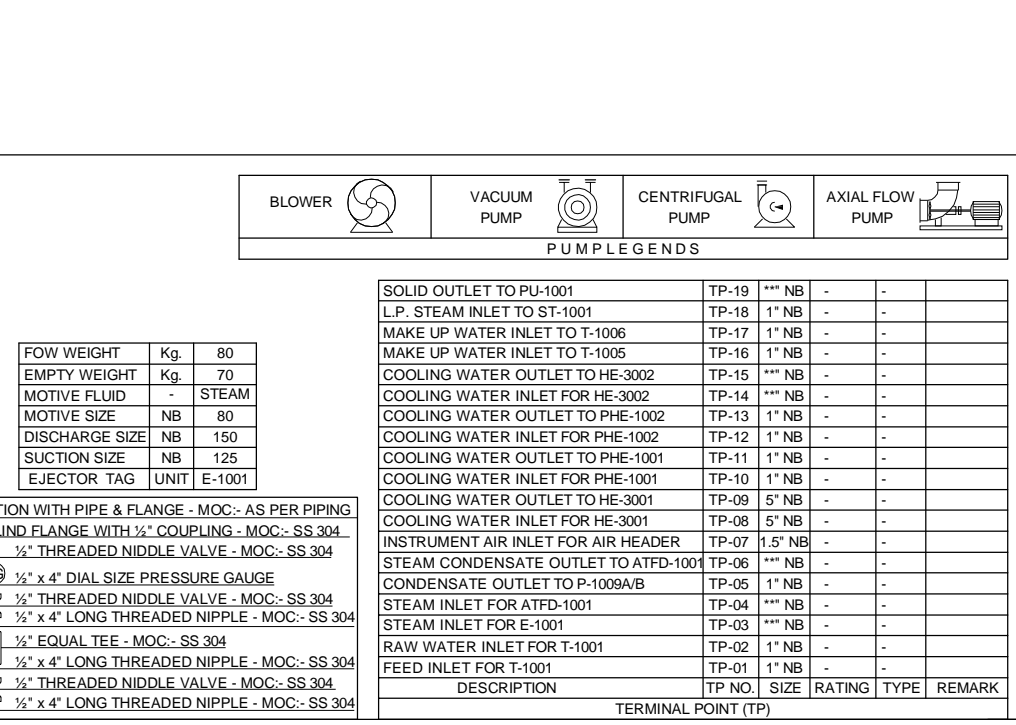 BLOWER
VACUUM
PUMP
CENTRIFUGAL
PUMP
AXIAL FLOW
PUMP
PUMPLEGENDS
FOW WEIGHT Kg. 80
EMPTY WEIGHT Kg. 70
MOTIVE FLUID - STEAM
MOTIVE SIZE NB 80
DISCHARGE SIZE NB 150
SUCTION SIZE NB 125
EJECTOR TAG UNIT E-1001
TION WITH PIPE & FLANGE - MOC:- AS PER PIPING
LIND FLANGE WITH ½" COUPLING - MOC:- SS 304
½" THREADED NIDDLE VALVE - MOC:- SS 304
½" x 4" DIAL SIZE PRESSURE GAUGE
½" THREADED NIDDLE VALVE - MOC:- SS 304
½" x 4" LONG THREADED NIPPLE - MOC:- SS 304
½" EQUAL TEE - MOC:- SS 304
½" x 4" LONG THREADED NIPPLE - MOC:- SS 304
½" THREADED NIDDLE VALVE - MOC:- SS 304
½" x 4" LONG THREADED NIPPLE - MOC:- SS 304
SOLID OUTLET TO PU-1001 TP-19 **" NB - -
L.P. STEAM INLET TO ST-1001 TP-18 1" NB - -
MAKE UP WATER INLET TO T-1006 TP-17 1" NB - -
MAKE UP WATER INLET TO T-1005 TP-16 1" NB - -
COOLING WATER OUTLET TO HE-3002 TP-15 **" NB - -
COOLING WATER INLET FOR HE-3002 TP-14 **" NB - -
COOLING WATER OUTLET TO PHE-1002 TP-13 1" NB - -
COOLING WATER INLET FOR PHE-1002 TP-12 1" NB - -
COOLING WATER OUTLET TO PHE-1001 TP-11 1" NB - -
COOLING WATER INLET FOR PHE-1001 TP-10 1" NB - -
COOLING WATER OUTLET TO HE-3001 TP-09 5" NB - -
COOLING WATER INLET FOR HE-3001 TP-08 5" NB - -
INSTRUMENT AIR INLET FOR AIR HEADER TP-07 1.5" NB - -
STEAM CONDENSATE OUTLET TO ATFD-1001 TP-06 **" NB - -
CONDENSATE OUTLET TO P-1009A/B TP-05 1" NB - -
STEAM INLET FOR ATFD-1001 TP-04 **" NB - -
STEAM INLET FOR E-1001 TP-03 **" NB - -
RAW WATER INLET FOR T-1001 TP-02 1" NB - -
FEED INLET FOR T-1001 TP-01 1" NB - -
DESCRIPTION TP NO. SIZE RATING TYPE REMARK
TERMINAL POINT (TP)